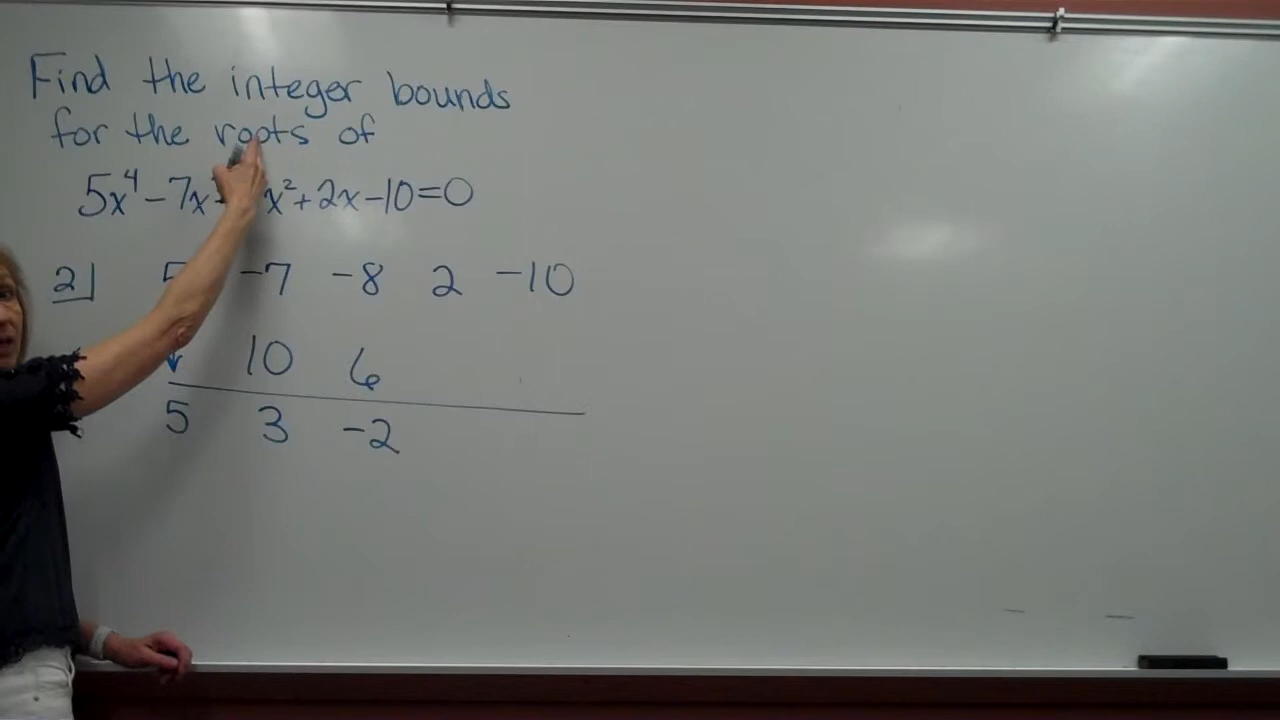 Find the integer bounds
for the roots of
5x⁴-7x x²+2x-10=0
2 5 -7 -8 2 -10
10 6
5 3 -2